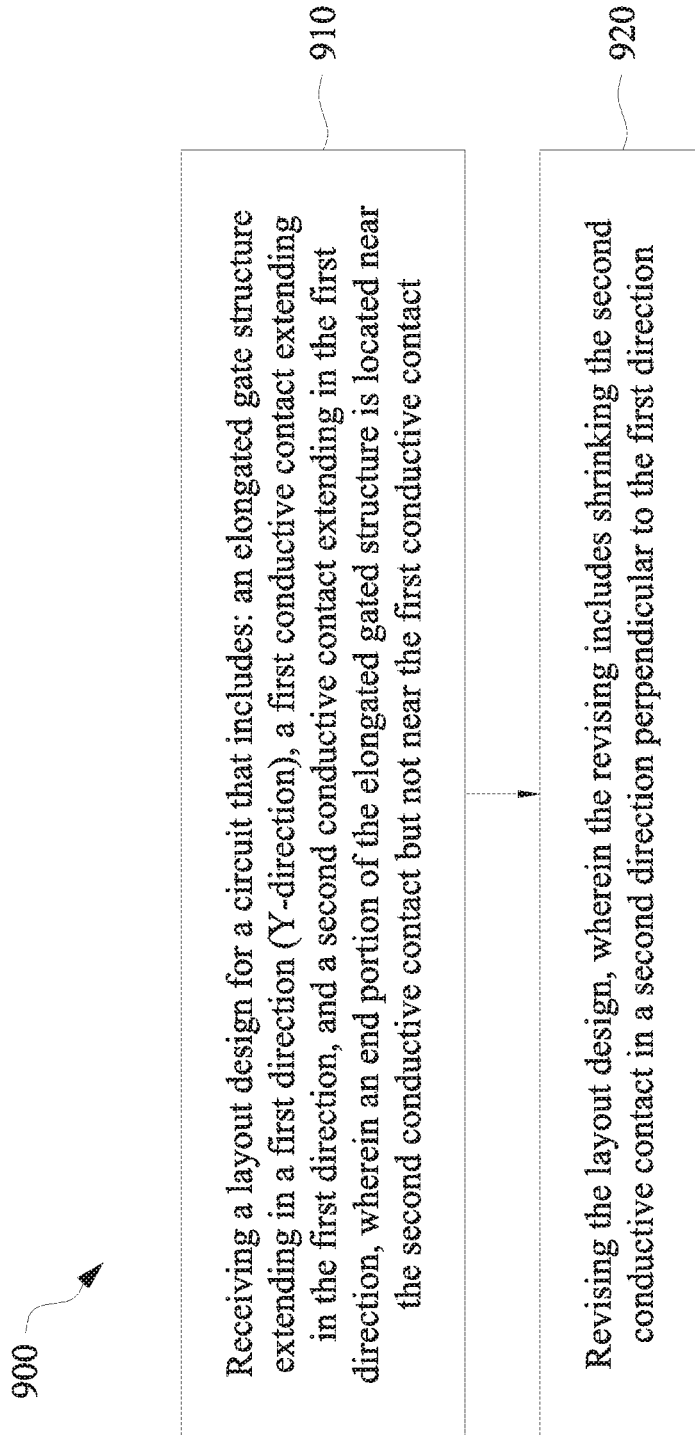 900
Receiving a layout design for a circuit that includes: an elongated gate structure
extending in a first direction (Y-direction), a first conductive contact extending
in the first direction, and a second conductive contact extending in the first
direction, wherein an end portion of the elongated gated structure is located near
the second conductive contact but not near the first conductive contact
910
Revising the layout design, wherein the revising includes shrinking the second
conductive contact in a second direction perpendicular to the first direction
920